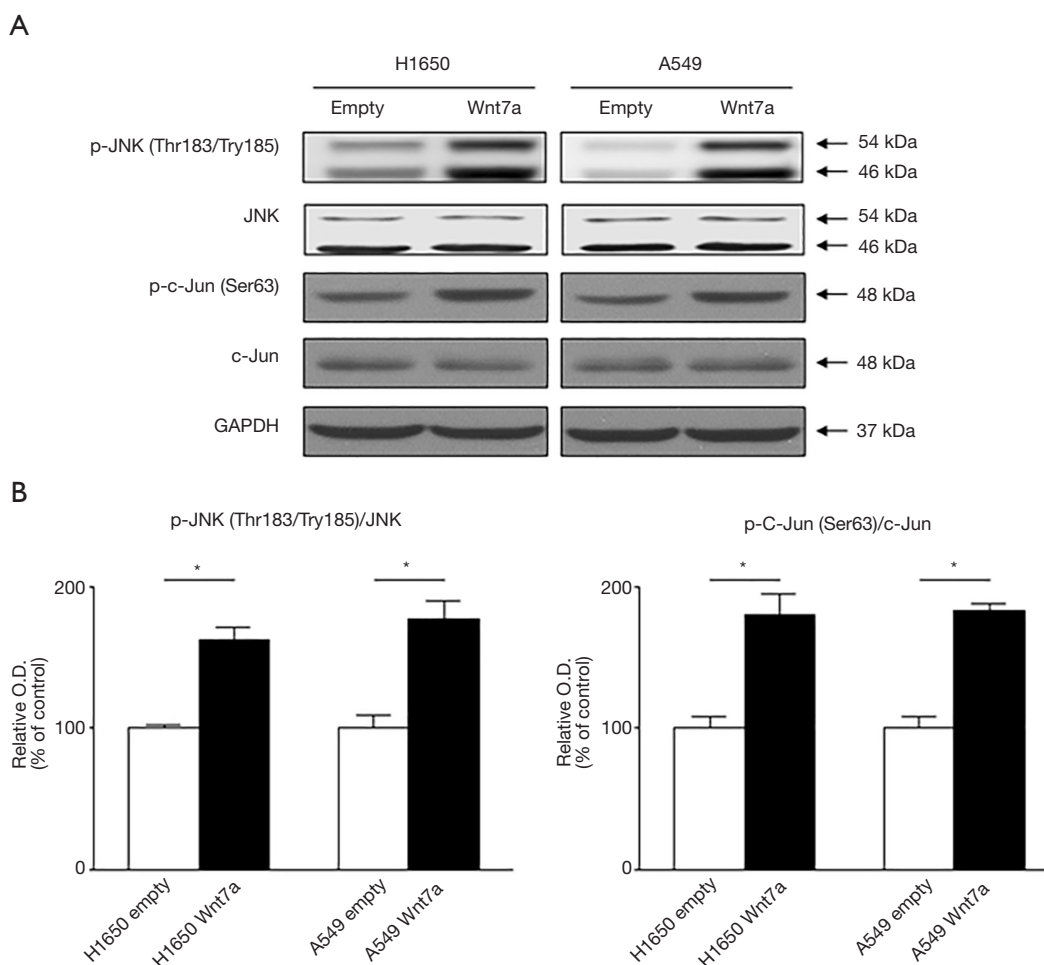 A
H1650 A549
Empty Wnt7a Empty Wnt7a
p-JNK (Thr183/Try185) 54 kDa
46 kDa
JNK 54 kDa
46 kDa
p-c-Jun (Ser63) 48 kDa
c-Jun 48 kDa
GAPDH 37 kDa
B
p-JNK (Thr183/Try185)/JNK
* *
200
100
0
Relative O.D.
(% of control)
H1650 empty
H1650 Wnt7a
A549 empty
A549 Wnt7a
p-C-Jun (Ser63)/c-Jun
* *
200
100
0
Relative O.D.
(% of control)
H1650 empty
H1650 Wnt7a
A549 empty
A549 Wnt7a